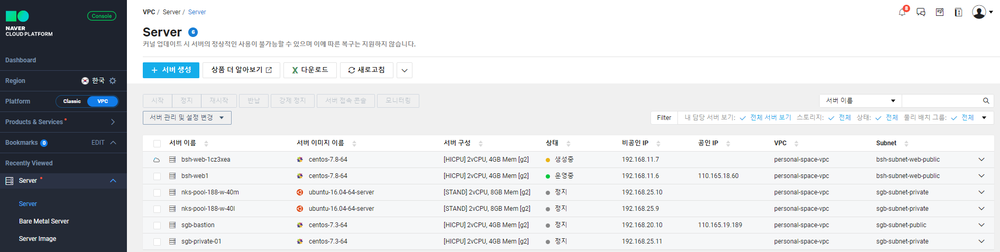 NAVER
CLOUD PLATFORM
Console
Dashboard
Region 한국
Platform Classic VPC
Products & Services
Bookmarks 0 EDIT
Recently Viewed
Server
Server
Bare Metal Server
Server Image
VPC / Server / Server
8
Server 6
커널 업데이트 시 서버의 정상적인 사용이 불가능할 수 있으며 이에 따른 복구는 지원하지 않습니다.
+ 서버 생성 상품 더 알아보기 다운로드 새로고침
시작 정지 재시작 반납 강제 정지 서버 접속 콘솔 모니터링
서버 이름
서버 관리 및 설정 변경
Filter 내 담당 서버 보기: 전체 서버 보기 스토리지: 전체 상태: 전체 물리 배치 그룹: 전체
서버 이름 서버 이미지 이름 서버 구성 상태 비공인 IP 공인 IP VPC Subnet
bsh-web-1cz3xea centos-7.8-64 [HICPU] 2vCPU, 4GB Mem [g2] 생성중 192.168.11.7 personal-space-vpc bsh-subnet-web-public
bsh-web1 centos-7.8-64 [HICPU] 2vCPU, 4GB Mem [g2] 운영중 192.168.11.6 110.165.18.60 personal-space-vpc bsh-subnet-web-public
nks-pool-188-w-40m ubuntu-16.04-64-server [STAND] 2vCPU, 8GB Mem [g2] 정지 192.168.25.10 personal-space-vpc sgb-subnet-private
nks-pool-188-w-40l ubuntu-16.04-64-server [STAND] 2vCPU, 8GB Mem [g2] 정지 192.168.25.9 personal-space-vpc sgb-subnet-private
sgb-bastion centos-7.3-64 [HICPU] 2vCPU, 4GB Mem [g2] 정지 192.168.20.10 110.165.19.189 personal-space-vpc sgb-subnet-public
sgb-private-01 centos-7.3-64 [HICPU] 2vCPU, 4GB Mem [g2] 정지 192.168.25.11 personal-space-vpc sgb-subnet-private